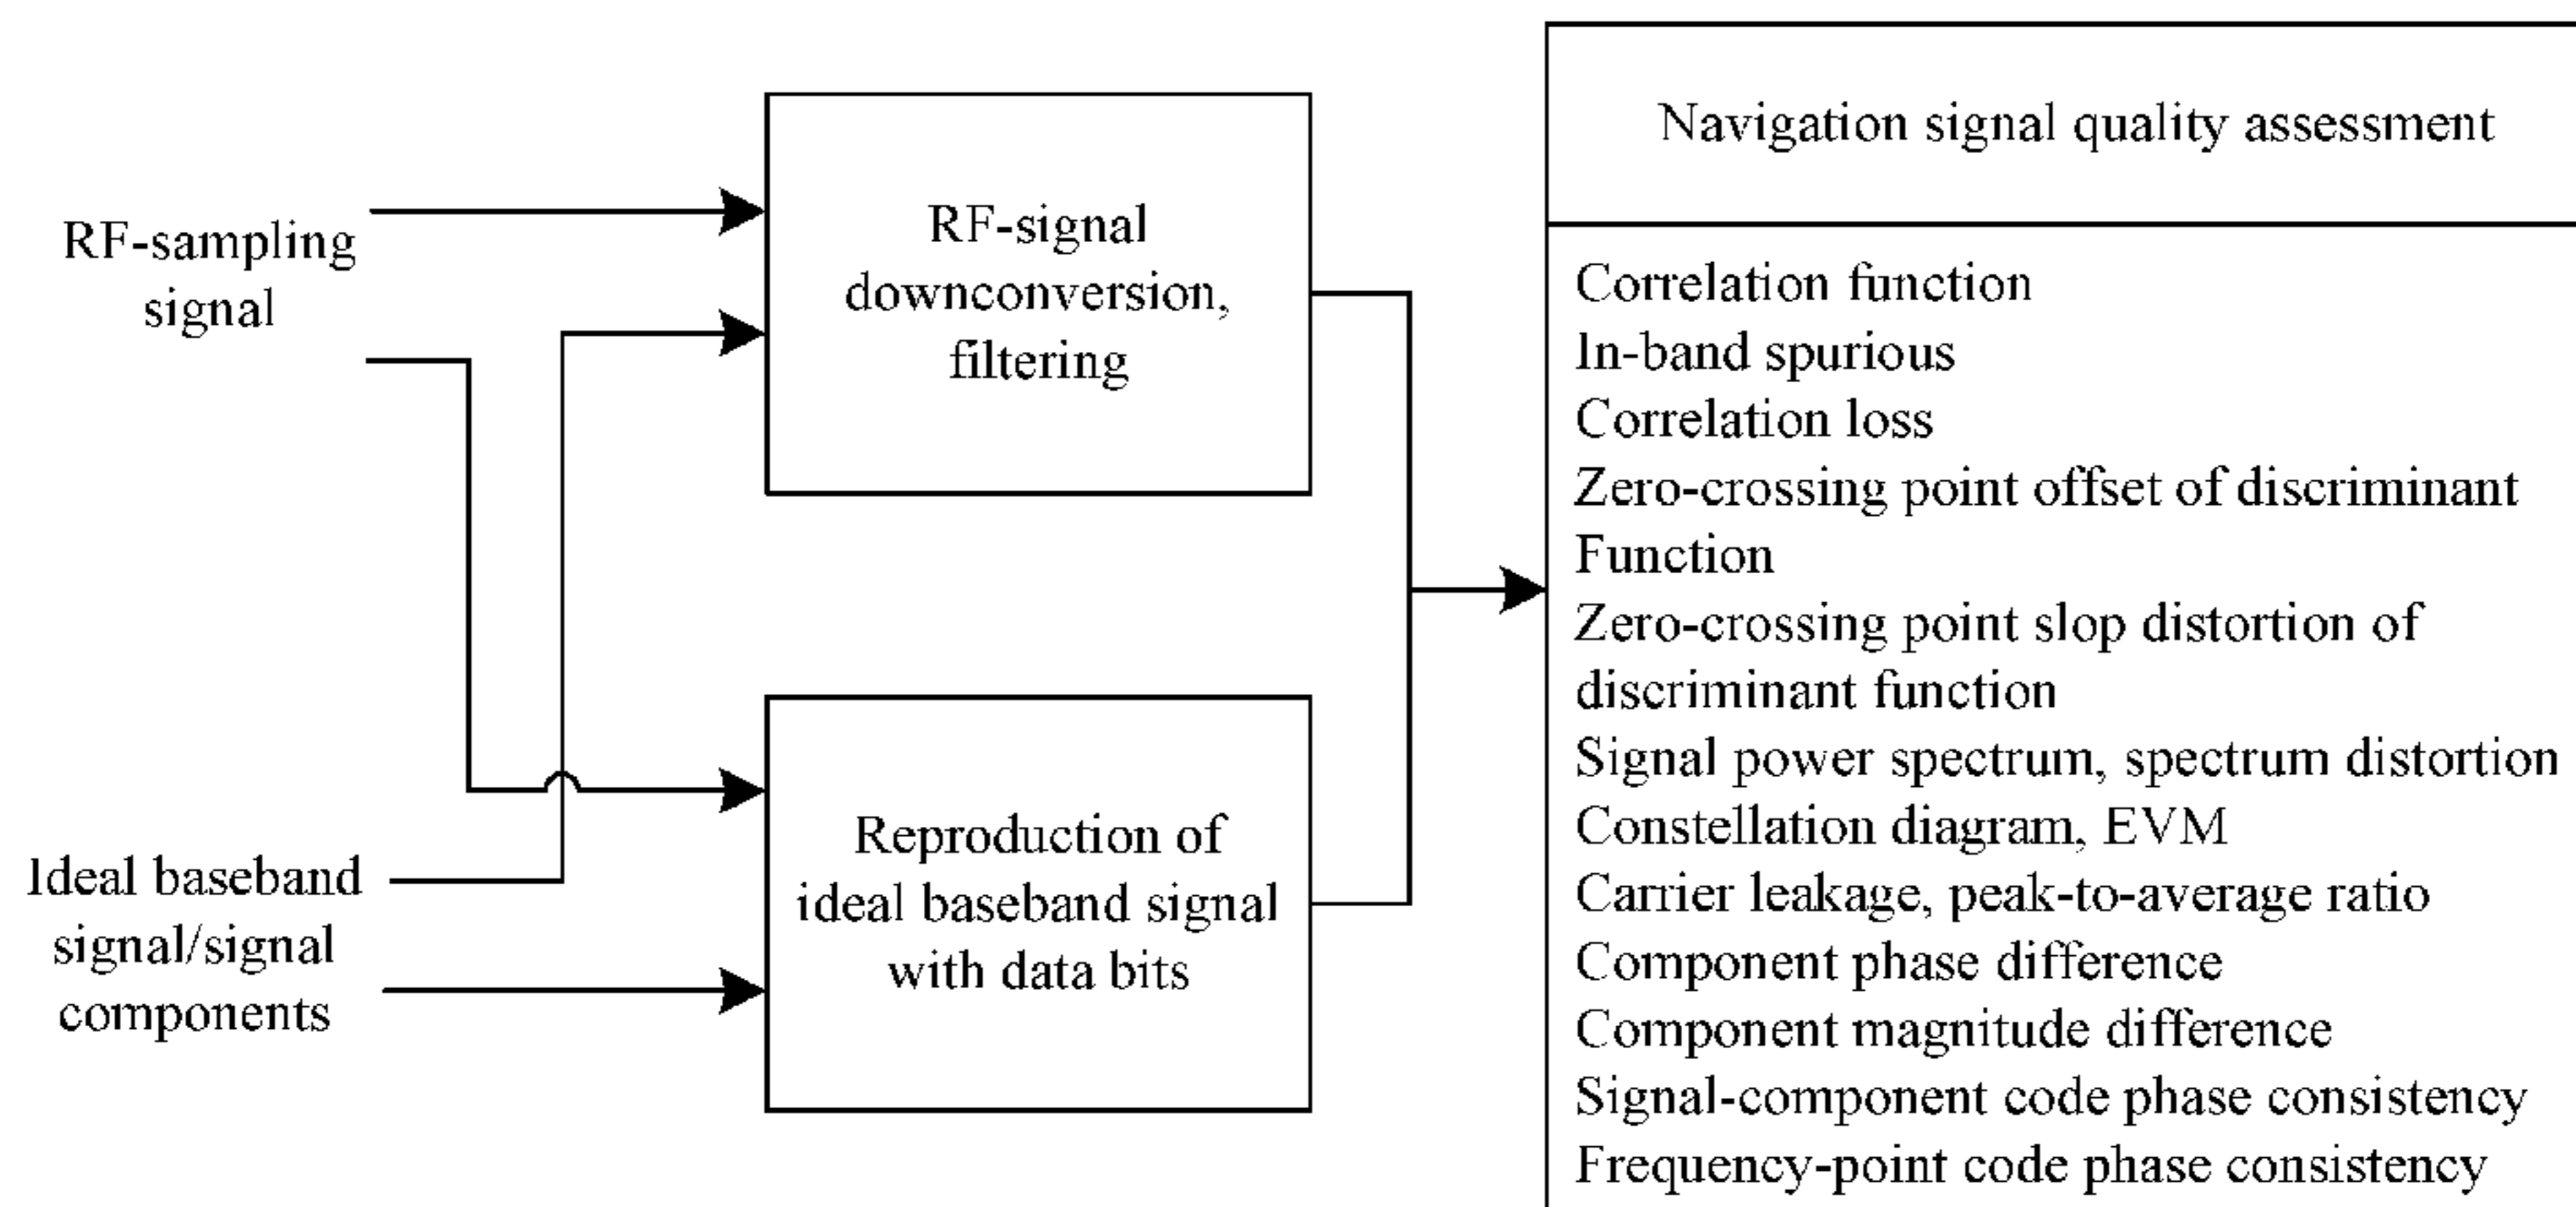 RF-sampling
signal
Ideal baseband
signal/signal
components
RF-signal
downconversion,
filtering
Reproduction of
ideal baseband signal
with data bits
Navigation signal quality assessment
Correlation function
In-band spurious
Correlation loss
Zero-crossing point offset of discriminant
Function
Zero-crossing point slop distortion of
discriminant function
Signal power spectrum, spectrum distortion
Constellation diagram, EVM
Carrier leakage, peak-to-average ratio
Component phase difference
Component magnitude difference
Signal-component code phase consistency
Frequency-point code phase consistency